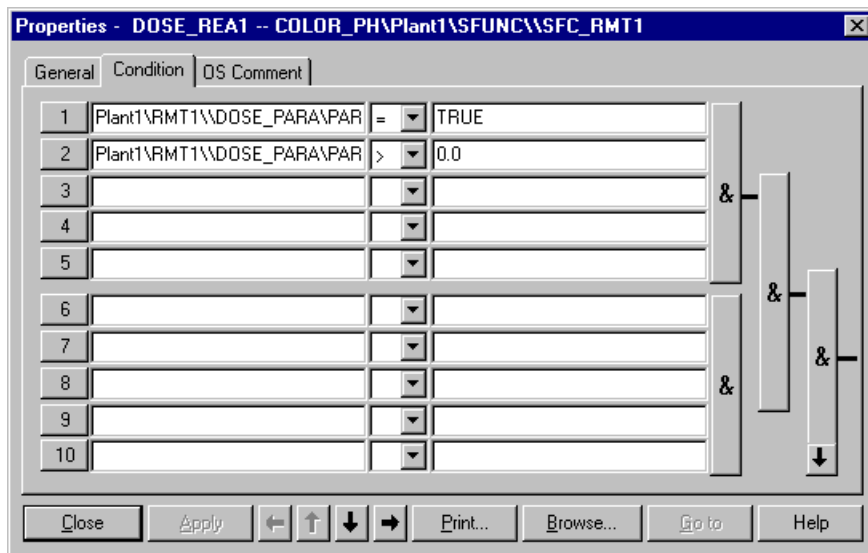 Properties - DOSE_REA1 -- COLOR_PH\Plant1\SFUNC\\SFC_RMT1
General Condition OS Comment
1 Plant1\RMT1\\DOSE_PARA\PAR = TRUE
2 Plant1\RMT1\\DOSE_PARA\PAR > 0.0
3 &
4
5
6 &
7 &
8 &
9
10
Close Apply Print... Browse... Go to Help